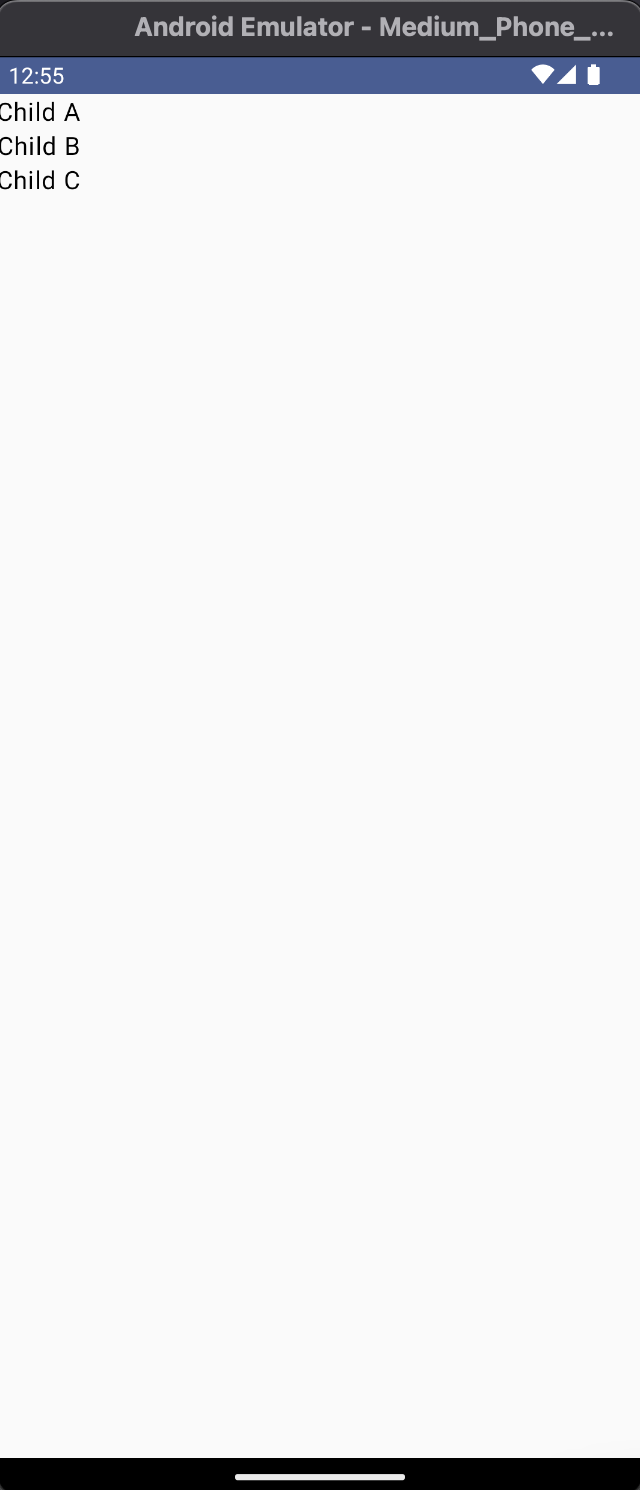 Android Emulator - Medium_Phone_...
12:55
Child A
Child B
Child C